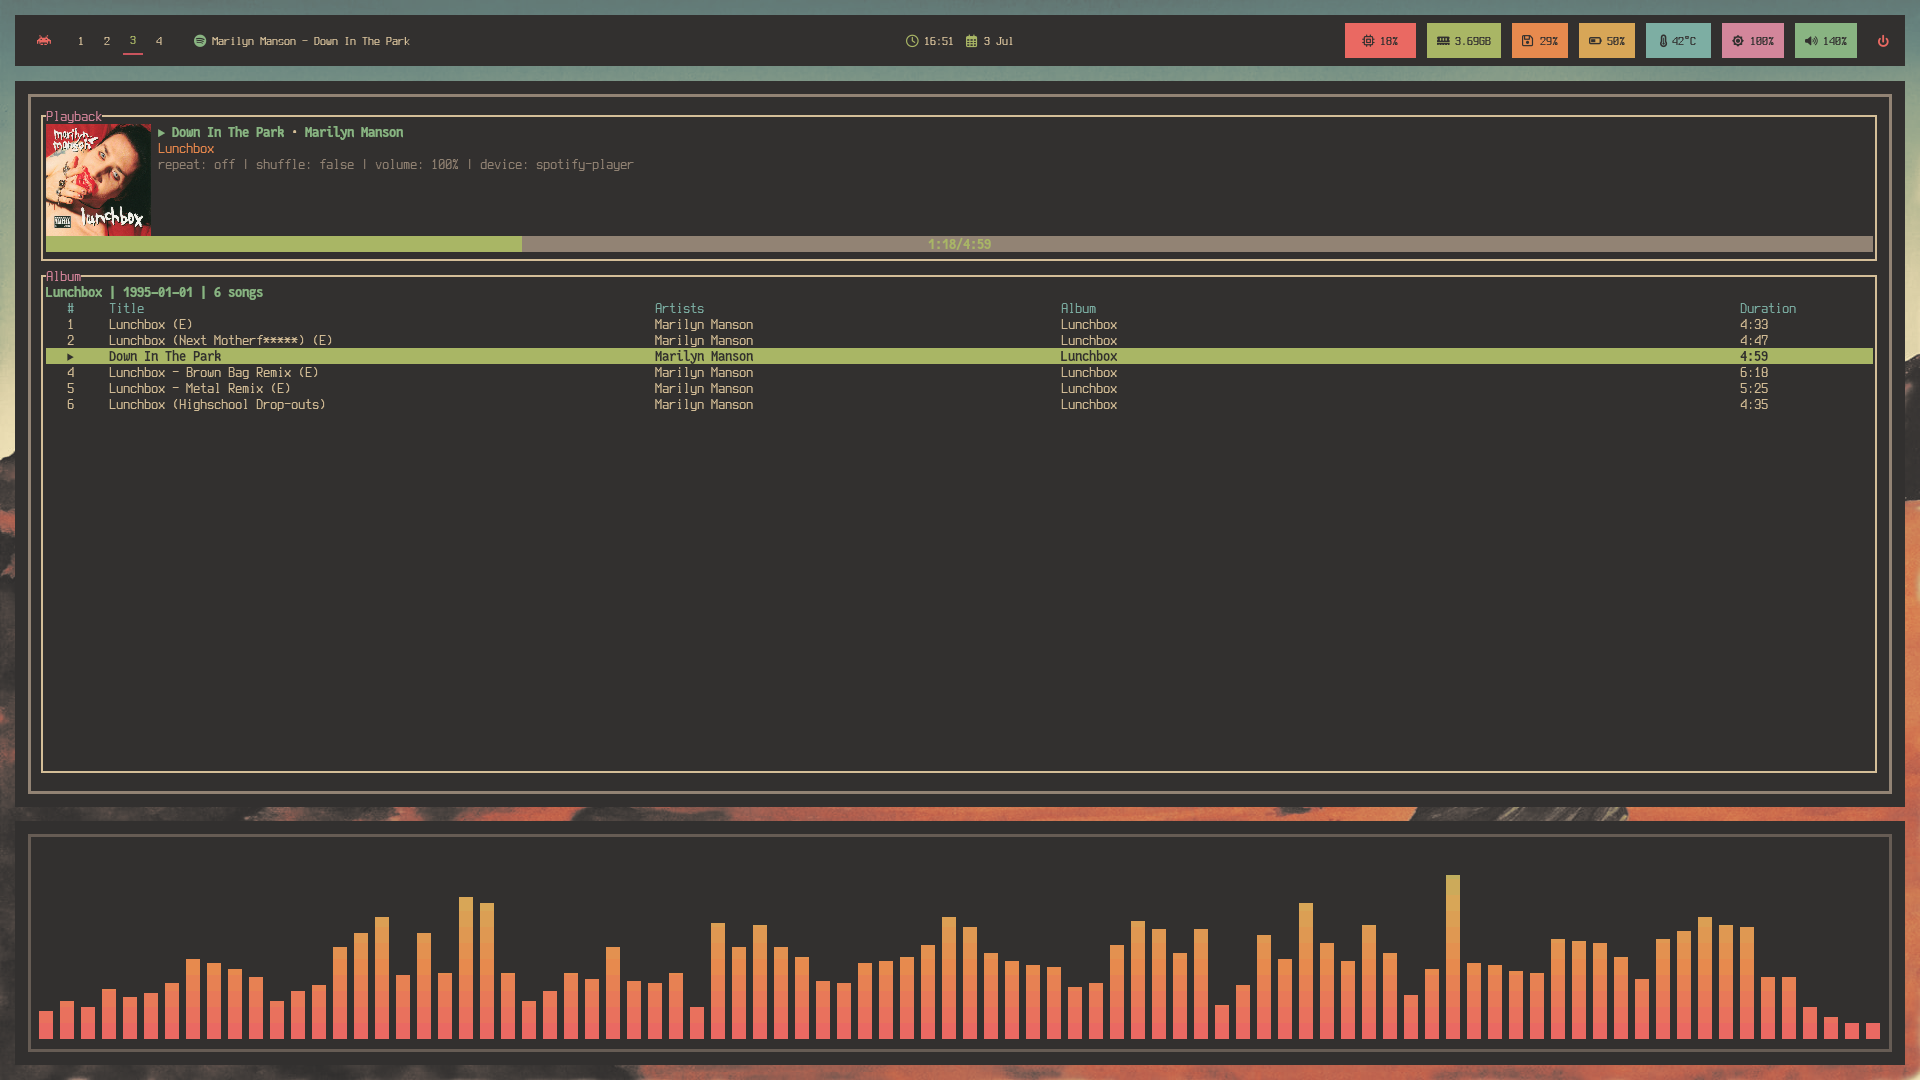 1 2 3 4 Marilyn Manson - Down In The Park 16:51 3 Jul 18% 3.69GB 29% 50% 42°C 100% 140%
Playback
marilyn manson
lunchbox
▶ Down In The Park • Marilyn Manson
Lunchbox
repeat: off | shuffle: false | volume: 100% | device: spotify-player
1:18/4:59
Album
Lunchbox | 1995-01-01 | 6 songs
# Title Artists Album Duration
1 Lunchbox (E) Marilyn Manson Lunchbox 4:33
2 Lunchbox (Next Motherf*****) (E) Marilyn Manson Lunchbox 4:47
▶ Down In The Park Marilyn Manson Lunchbox 4:59
4 Lunchbox - Brown Bag Remix (E) Marilyn Manson Lunchbox 6:18
5 Lunchbox - Metal Remix (E) Marilyn Manson Lunchbox 5:25
6 Lunchbox (Highschool Drop-outs) Marilyn Manson Lunchbox 4:35